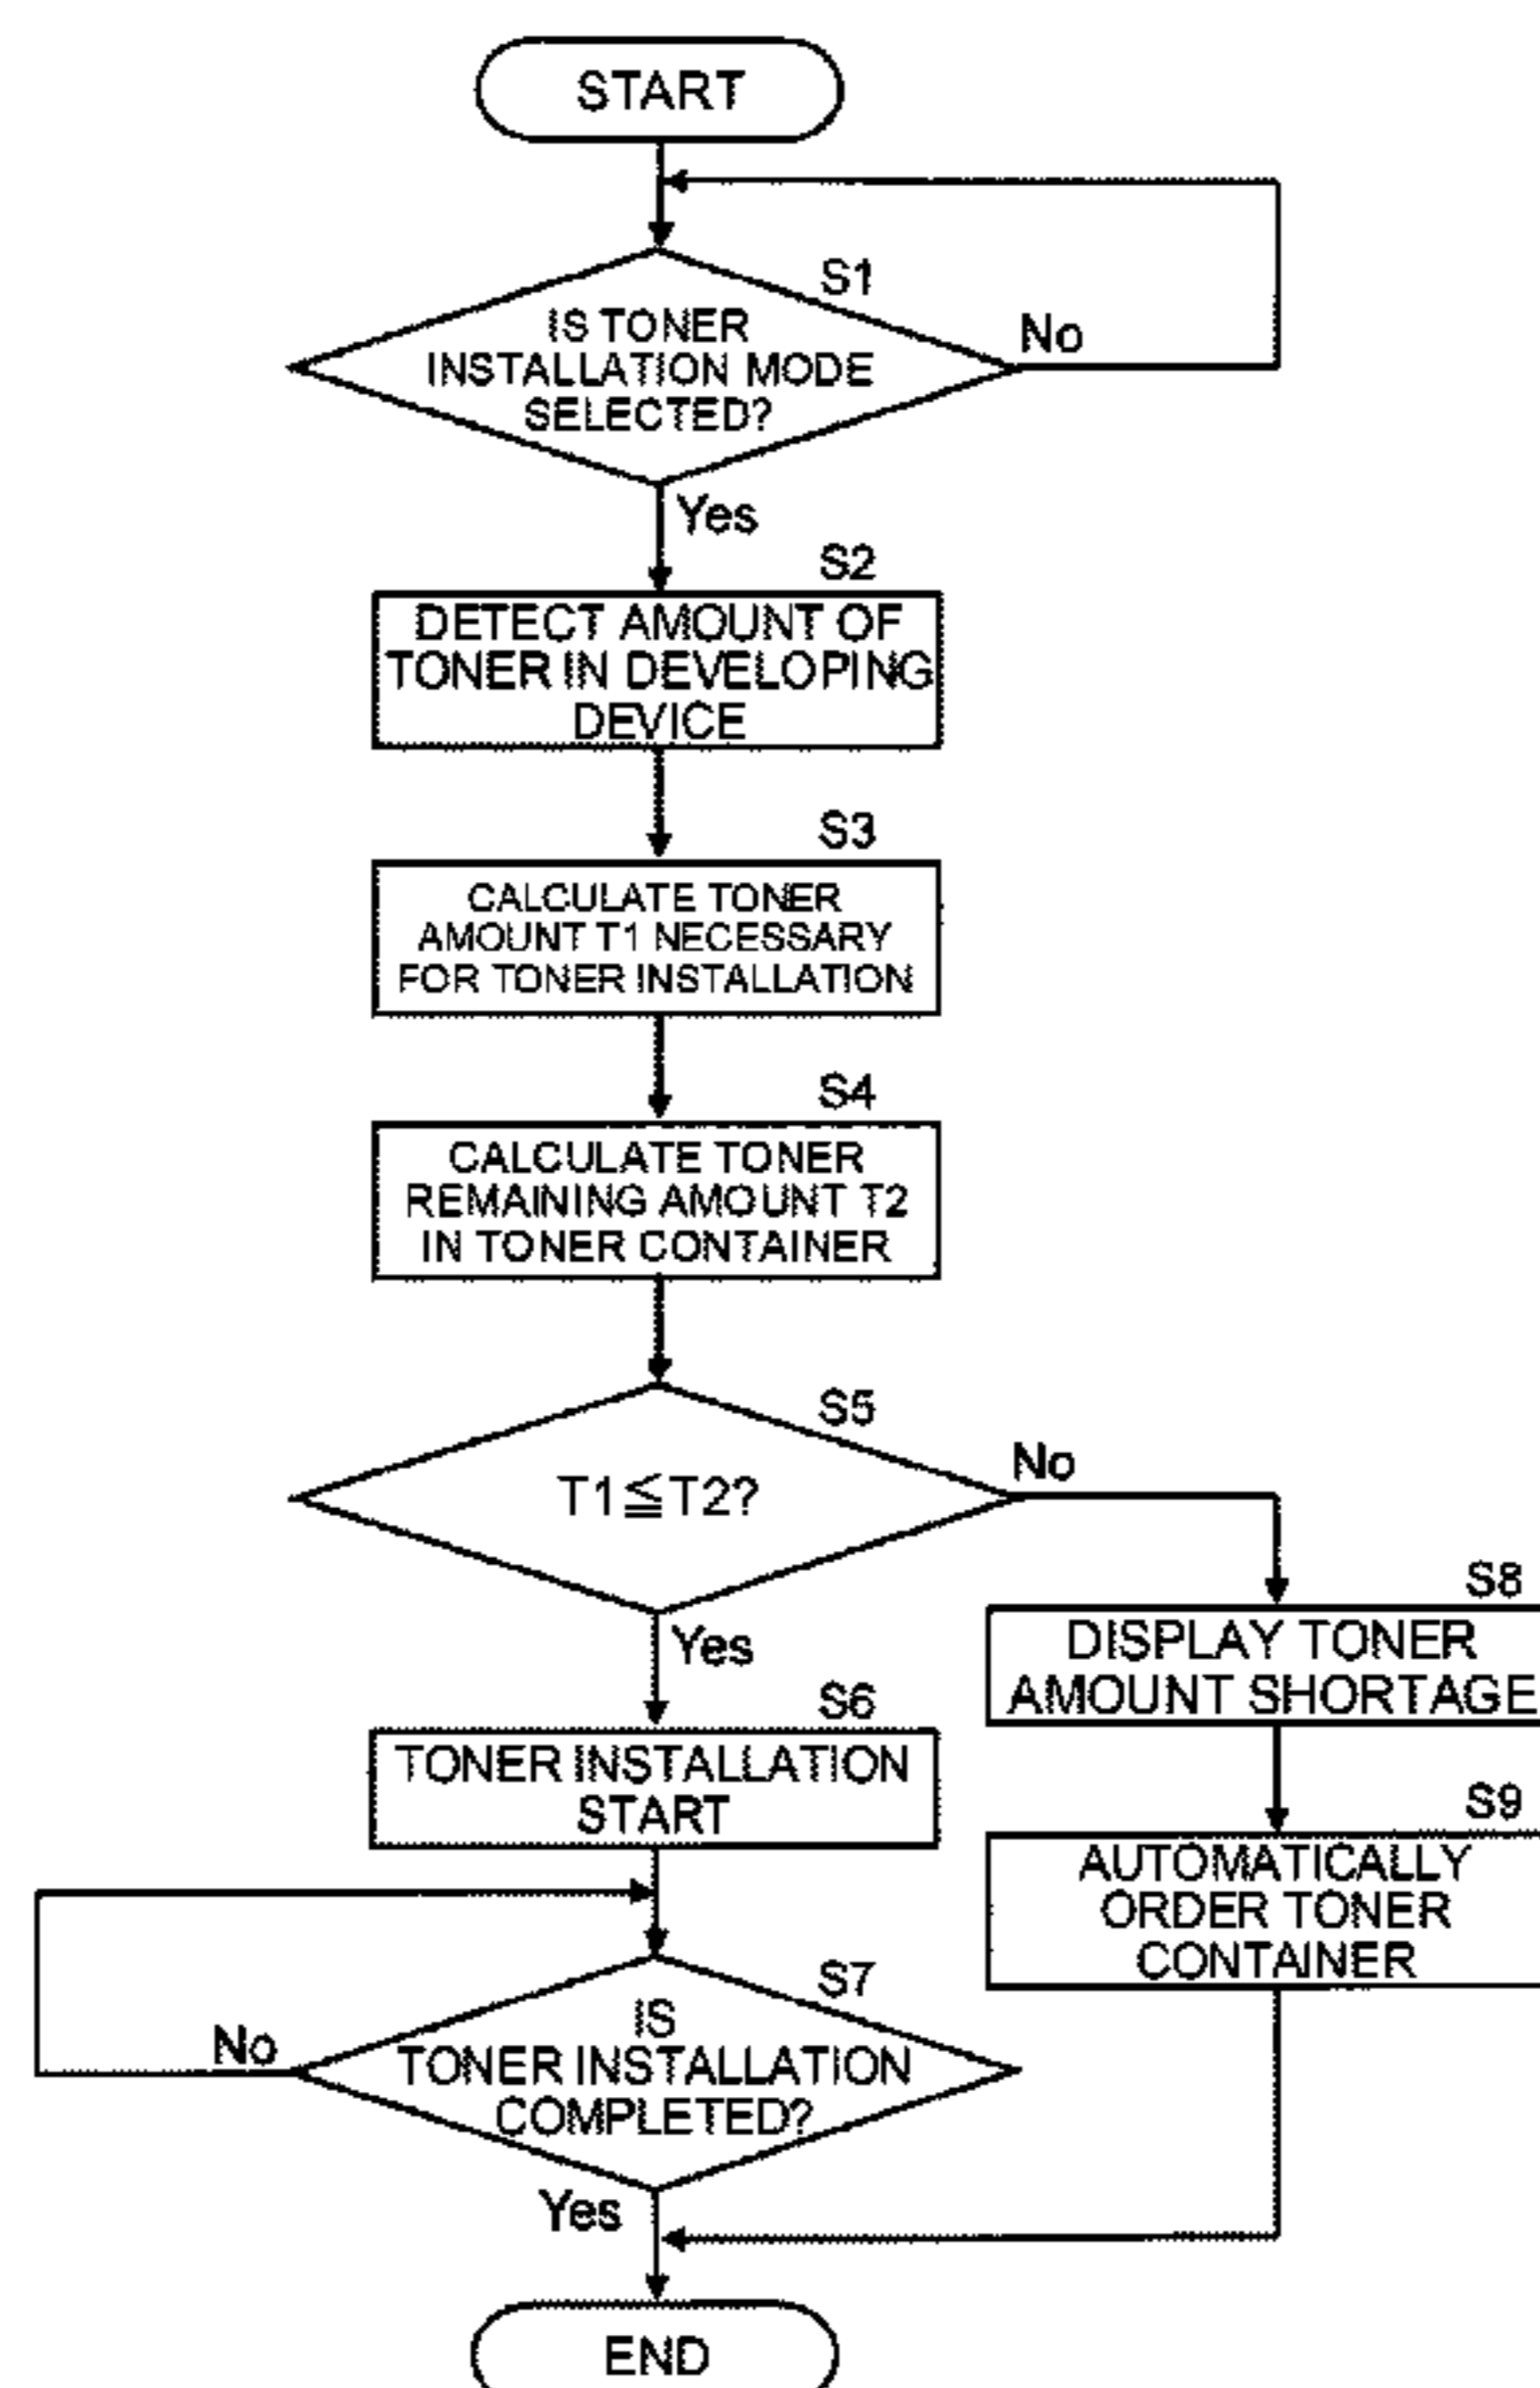 START
S1
IS TONER
INSTALLATION MODE
SELECTED?
No
Yes
S2
DETECT AMOUNT OF
TONER IN DEVELOPING
DEVICE
S3
CALCULATE TONER
AMOUNT T1 NECESSARY
FOR TONER INSTALLATION
S4
CALCULATE TONER
REMAINING AMOUNT T2
IN TONER CONTAINER
S5
T1≦T2?
No
Yes
S8
DISPLAY TONER
AMOUNT SHORTAGE
S6
TONER INSTALLATION
START
S9
AUTOMATICALLY
ORDER TONER
CONTAINER
S7
IS
TONER INSTALLATION
COMPLETED?
No
Yes
END